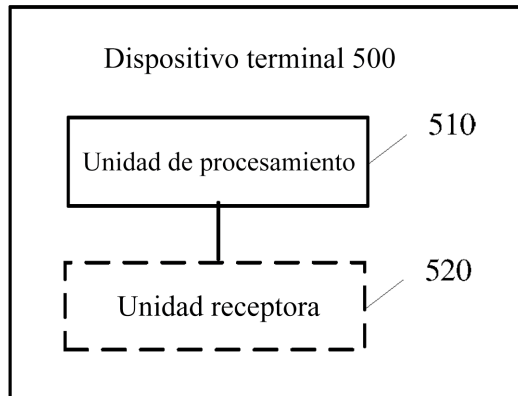 Dispositivo terminal 500
510
Unidad de procesamiento
520
Unidad receptora